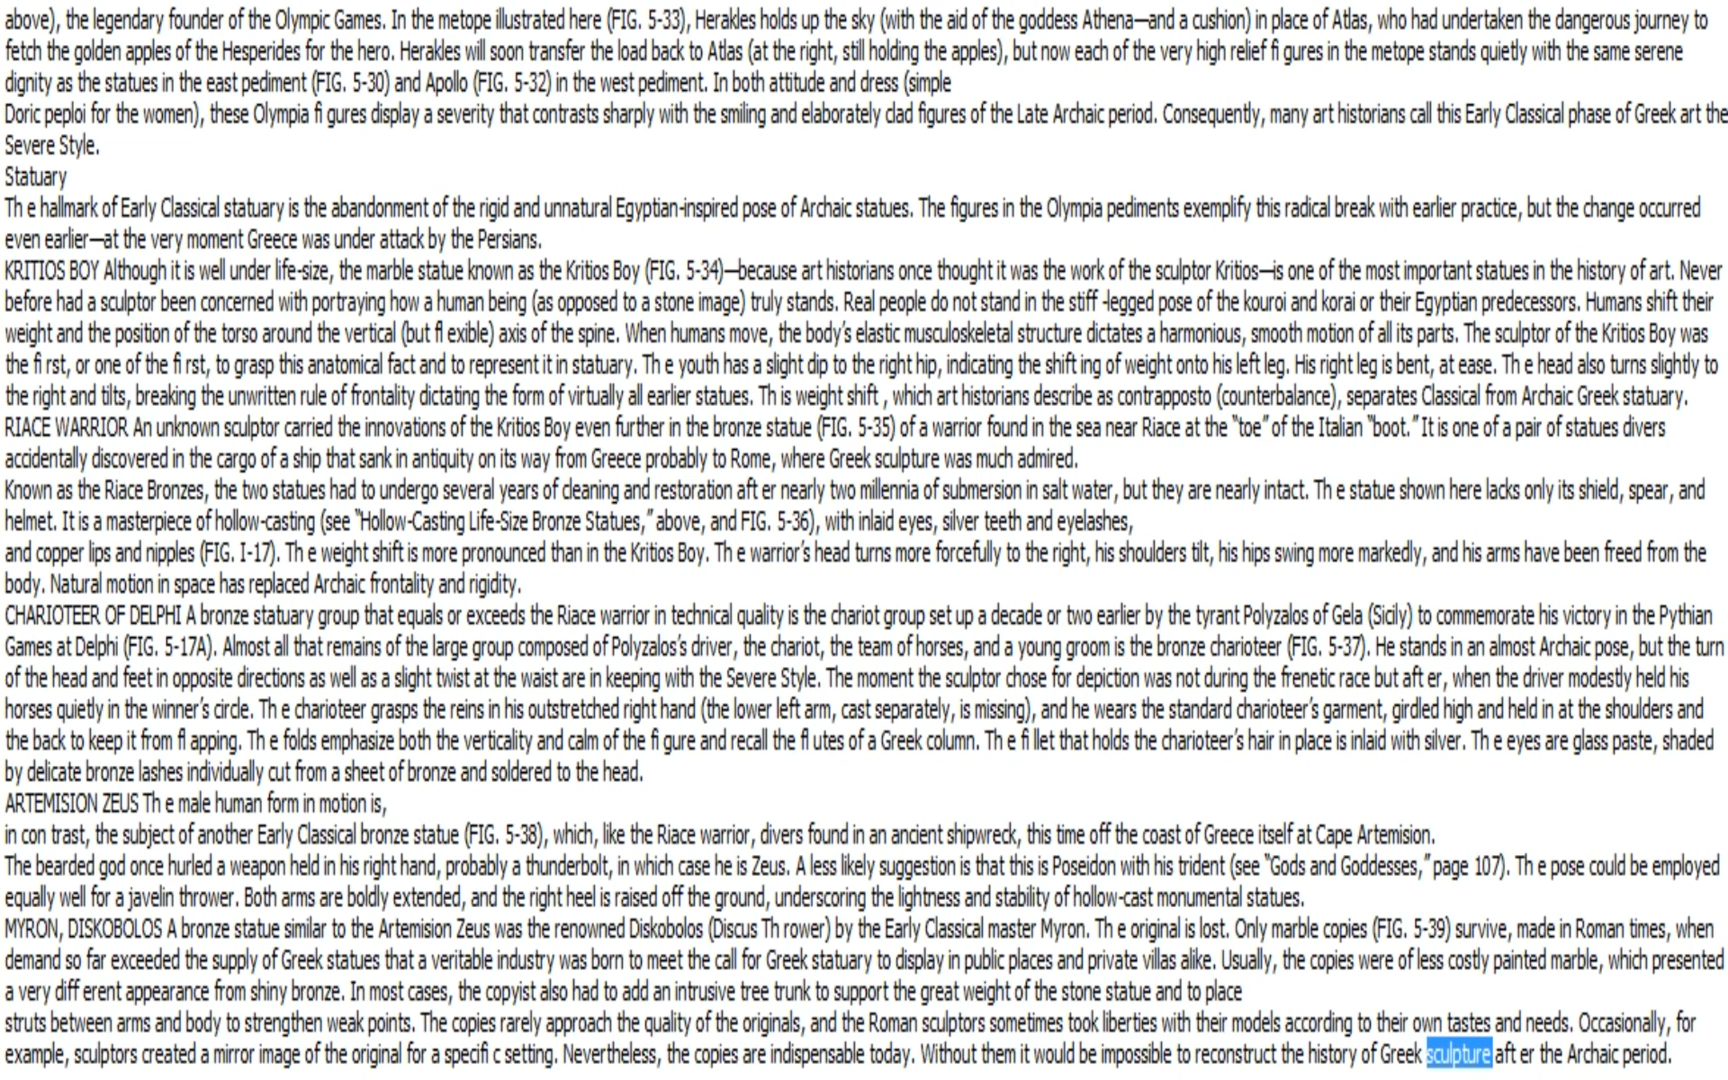 above), the legendary founder of the Olympic Games. In the metope illustrated here (FIG. 5-33), Herakles holds up the sky (with the aid of the goddess Athena—and a cushion) in place of Atlas, who had undertaken the dangerous journey to
fetch the golden apples of the Hesperides for the hero. Herakles will soon transfer the load back to Atlas (at the right, still holding the apples), but now each of the very high relief fi gures in the metope stands quietly with the same serene
dignity as the statues in the east pediment (FIG. 5-30) and Apollo (FIG. 5-32) in the west pediment. In both attitude and dress (simple
Doric peploi for the women), these Olympia fi gures display a severity that contrasts sharply with the smiling and elaborately clad figures of the Late Archaic period. Consequently, many art historians call this Early Classical phase of Greek art the
Severe Style.
Statuary
Th e hallmark of Early Classical statuary is the abandonment of the rigid and unnatural Egyptian-inspired pose of Archaic statues. The figures in the Olympia pediments exemplify this radical break with earlier practice, but the change occurred
even earlier—at the very moment Greece was under attack by the Persians.
KRITIOS BOY Although it is well under life-size, the marble statue known as the Kritios Boy (FIG. 5-34)—because art historians once thought it was the work of the sculptor Kritios—is one of the most important statues in the history of art. Never
before had a sculptor been concerned with portraying how a human being (as opposed to a stone image) truly stands. Real people do not stand in the stiff -legged pose of the kouroi and korai or their Egyptian predecessors. Humans shift their
weight and the position of the torso around the vertical (but fl exible) axis of the spine. When humans move, the body's elastic musculoskeletal structure dictates a harmonious, smooth motion of all its parts. The sculptor of the Kritios Boy was
the fi rst, or one of the fi rst, to grasp this anatomical fact and to represent it in statuary. Th e youth has a slight dip to the right hip, indicating the shift ing of weight onto his left leg. His right leg is bent, at ease. Th e head also turns slightly to
the right and tilts, breaking the unwritten rule of frontality dictating the form of virtually all earlier statues. Th is weight shift , which art historians describe as contrapposto (counterbalance), separates Classical from Archaic Greek statuary.
RIACE WARRIOR An unknown sculptor carried the innovations of the Kritios Boy even further in the bronze statue (FIG. 5-35) of a warrior found in the sea near Riace at the “toe” of the Italian “boot.” It is one of a pair of statues divers
accidentally discovered in the cargo of a ship that sank in antiquity on its way from Greece probably to Rome, where Greek sculpture was much admired.
Known as the Riace Bronzes, the two statues had to undergo several years of cleaning and restoration aft er nearly two millennia of submersion in salt water, but they are nearly intact. Th e statue shown here lacks only its shield, spear, and
helmet. It is a masterpiece of hollow-casting (see “Hollow-Casting Life-Size Bronze Statues,” above, and FIG. 5-36), with inlaid eyes, silver teeth and eyelashes,
and copper lips and nipples (FIG. I-17). Th e weight shift is more pronounced than in the Kritios Boy. Th e warrior's head turns more forcefully to the right, his shoulders tilt, his hips swing more markedly, and his arms have been freed from the
body. Natural motion in space has replaced Archaic frontality and rigidity.
CHARIOTEER OF DELPHI A bronze statuary group that equals or exceeds the Riace warrior in technical quality is the chariot group set up a decade or two earlier by the tyrant Polyzalos of Gela (Sicily) to commemorate his victory in the Pythian
Games at Delphi (FIG. 5-17A). Almost all that remains of the large group composed of Polyzalos's driver, the chariot, the team of horses, and a young groom is the bronze charioteer (FIG. 5-37). He stands in an almost Archaic pose, but the turn
of the head and feet in opposite directions as well as a slight twist at the waist are in keeping with the Severe Style. The moment the sculptor chose for depiction was not during the frenetic race but aft er, when the driver modestly held his
horses quietly in the winner's circle. Th e charioteer grasps the reins in his outstretched right hand (the lower left arm, cast separately, is missing), and he wears the standard charioteer's garment, girdled high and held in at the shoulders and
the back to keep it from fl apping. Th e folds emphasize both the verticality and calm of the fi gure and recall the fl utes of a Greek column. Th e fi llet that holds the charioteer's hair in place is inlaid with silver. Th e eyes are glass paste, shaded
by delicate bronze lashes individually cut from a sheet of bronze and soldered to the head.
ARTEMISION ZEUS Th e male human form in motion is,
in con trast, the subject of another Early Classical bronze statue (FIG. 5-38), which, like the Riace warrior, divers found in an ancient shipwreck, this time off the coast of Greece itself at Cape Artemision.
The bearded god once hurled a weapon held in his right hand, probably a thunderbolt, in which case he is Zeus. A less likely suggestion is that this is Poseidon with his trident (see “Gods and Goddesses,” page 107). Th e pose could be employed
equally well for a javelin thrower. Both arms are boldly extended, and the right heel is raised off the ground, underscoring the lightness and stability of hollow-cast monumental statues.
MYRON, DISKOBOLOS A bronze statue similar to the Artemision Zeus was the renowned Diskobolos (Discus Th rower) by the Early Classical master Myron. Th e original is lost. Only marble copies (FIG. 5-39) survive, made in Roman times, when
demand so far exceeded the supply of Greek statues that a veritable industry was born to meet the call for Greek statuary to display in public places and private villas alike. Usually, the copies were of less costly painted marble, which presented
a very diff erent appearance from shiny bronze. In most cases, the copyist also had to add an intrusive tree trunk to support the great weight of the stone statue and to place
struts between arms and body to strengthen weak points. The copies rarely approach the quality of the originals, and the Roman sculptors sometimes took liberties with their models according to their own tastes and needs. Occasionally, for
example, sculptors created a mirror image of the original for a specifi c setting. Nevertheless, the copies are indispensable today. Without them it would be impossible to reconstruct the history of Greek sculpture aft er the Archaic period.